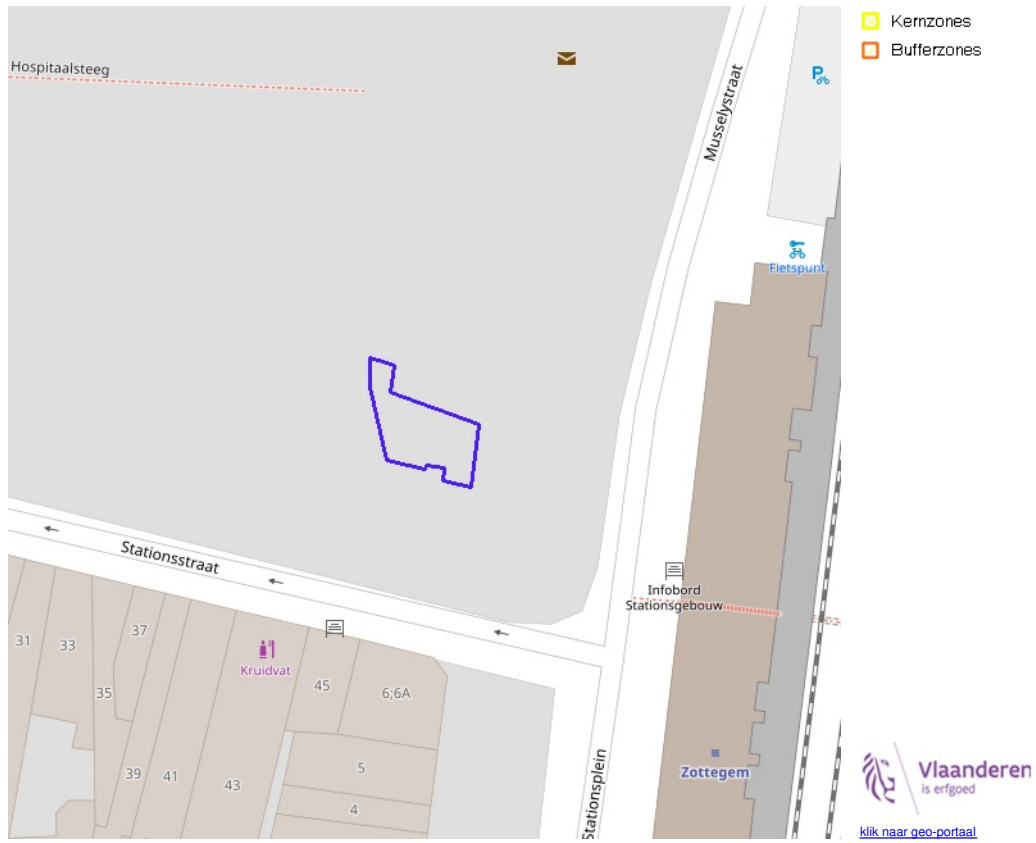 Kernzones
Bufferzones
Hospitaalsteeg
Musselystraat
P
Fietspunt
Stationsstraat
Infobord
Stationsgebouw
31
33
37
35
Kruidvat
45
6;6A
39
41
43
5
4
Zottegem
Stationsplein
Vlaanderen
is erfgoed
klik naar geo-portaal